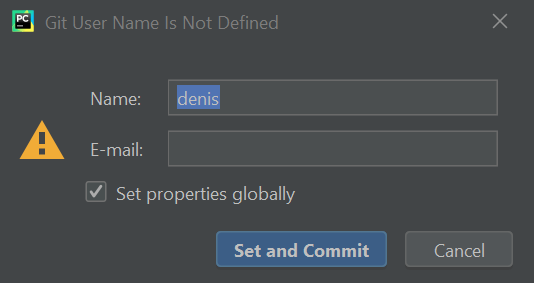 PC
Git User Name Is Not Defined
Name:
denis
E-mail:
Set properties globally
Set and Commit
Cancel